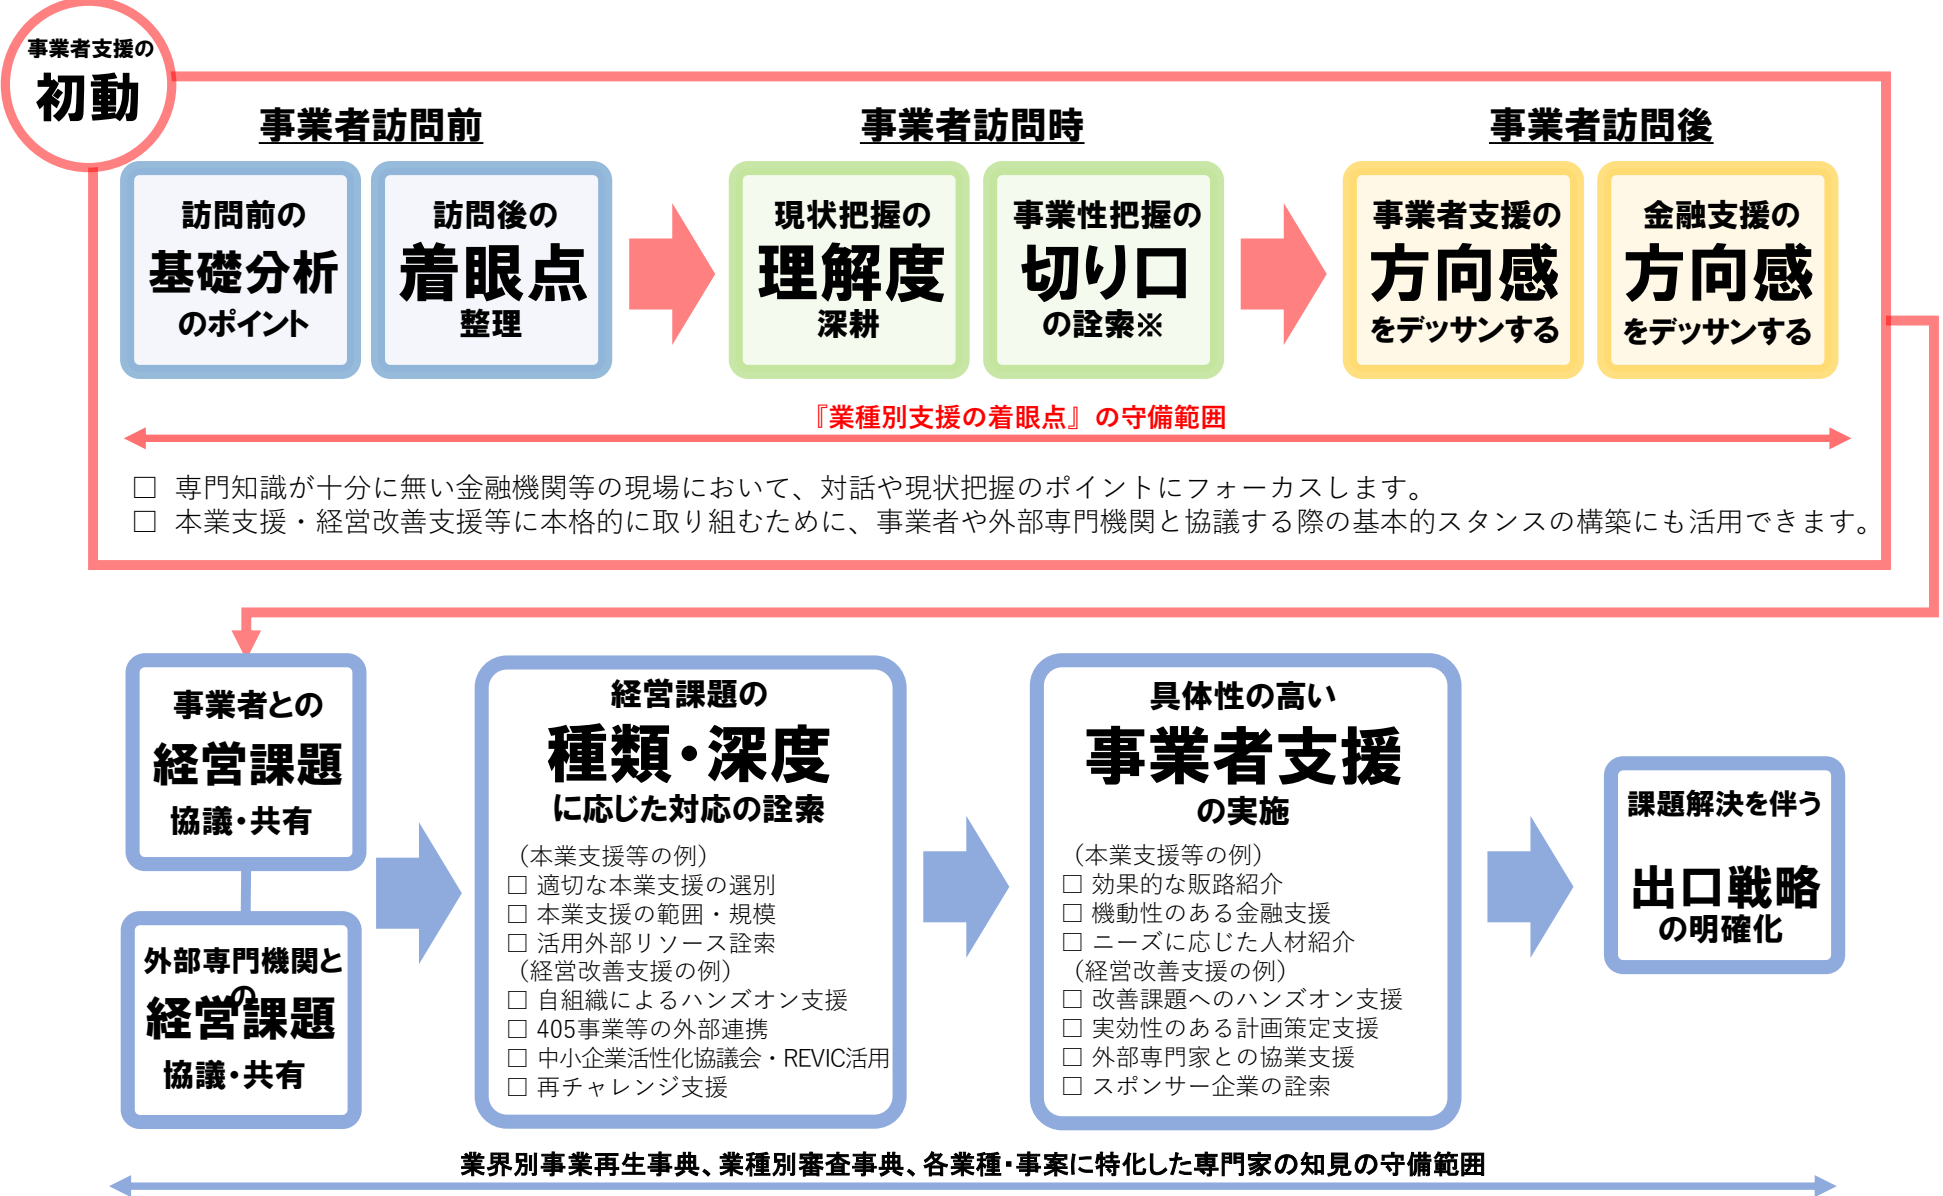 事業者支援の
初動
事業者訪問前
訪問前の
基礎分析
のポイント
訪問後の
着眼点
整理
事業者訪問時
現状把握の
理解度
深耕
事業性把握の
切り口
の詮索※
事業者訪問後
事業者支援の
方向感
をデッサンする
金融支援の
方向感
をデッサンする
『業種別支援の着眼点』の守備範囲
□ 専門知識が十分に無い金融機関等の現場において、対話や現状把握のポイントにフォーカスします。
□ 本業支援・経営改善支援等に本格的に取り組むために、事業者や外部専門機関と協議する際の基本的スタンスの構築にも活用できます。
事業者との
経営課題
協議・共有
外部専門機関と
の
経営課題
協議・共有
経営課題の
種類・深度
に応じた対応の詮索
（本業支援等の例）
□ 適切な本業支援の選別
□ 本業支援の範囲・規模
□ 活用外部リソース詮索
（経営改善支援の例）
□ 自組織によるハンズオン支援
□ 405事業等の外部連携
□ 中小企業活性化協議会・REVIC活用
□ 再チャレンジ支援
具体性の高い
事業者支援
の実施
（本業支援等の例）
□ 効果的な販路紹介
□ 機動性のある金融支援
□ ニーズに応じた人材紹介
（経営改善支援の例）
□ 改善課題へのハンズオン支援
□ 実効性のある計画策定支援
□ 外部専門家との協業支援
□ スポンサー企業の詮索
課題解決を伴う
出口戦略
の明確化
業界別事業再生事典、業種別審査事典、各業種・事案に特化した専門家の知見の守備範囲